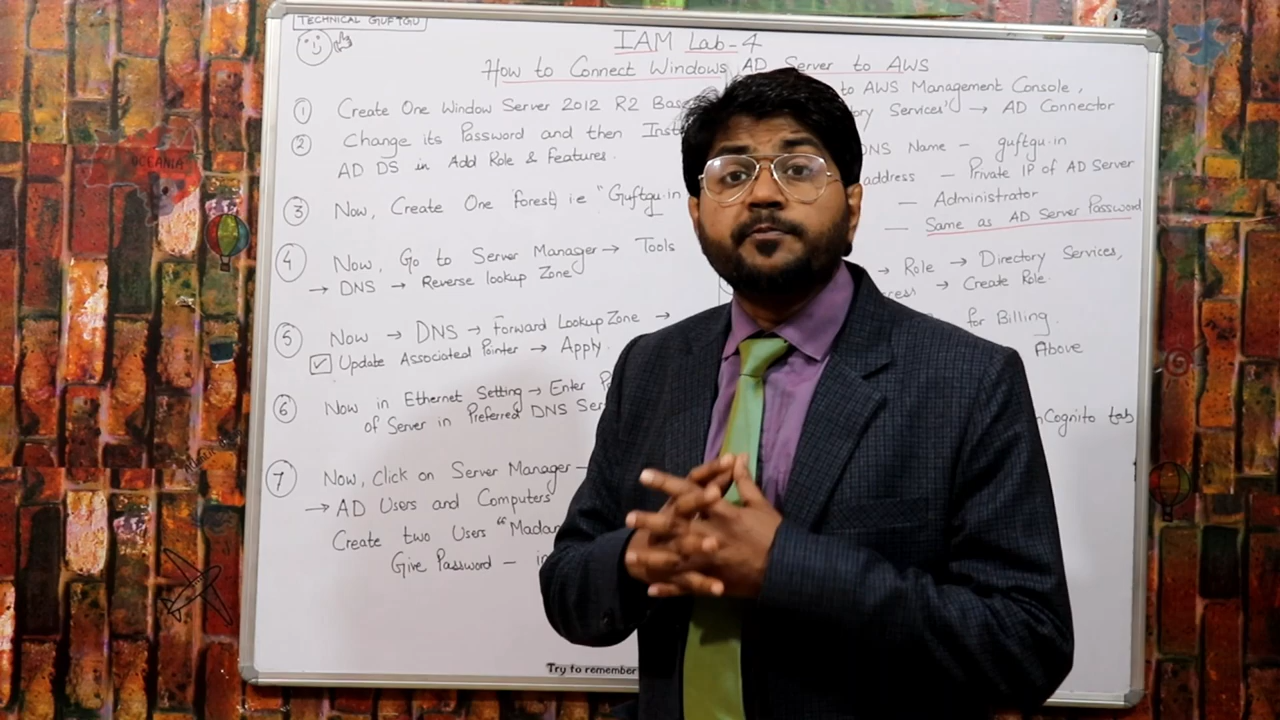 TECHNICAL GUFTGU
IAM Lab-4
How to Connect Windows AD Server to AWS
① Create One Window Server 2012 R2
② Change its Password and then
AD DS in Add Role & Features.
③ Now, Create One forest, i.e "Guftgu.in
④ Now, Go to Server Manager → Tools
→ DNS → Reverse lookup Zone
⑤ Now → DNS → Forward Lookup Zone →
☑ Update Associated Pointer → Apply.
⑥ Now in Ethernet Setting → Enter
of Server in Preferred DNS
⑦ Now, Click on Server Manager –
→ AD Users and Computers
Create two Users "
Give Password –
to AWS Management Console,
Services') → AD Connector
DNS Name – guftgu.in
address – Private IP of AD Server
– Administrator
– Same as AD Server Password
→ Role → Directory Services,
→ Create Role.
for Billing.
Above
Cognito tab
Try to remember
OCEANIA